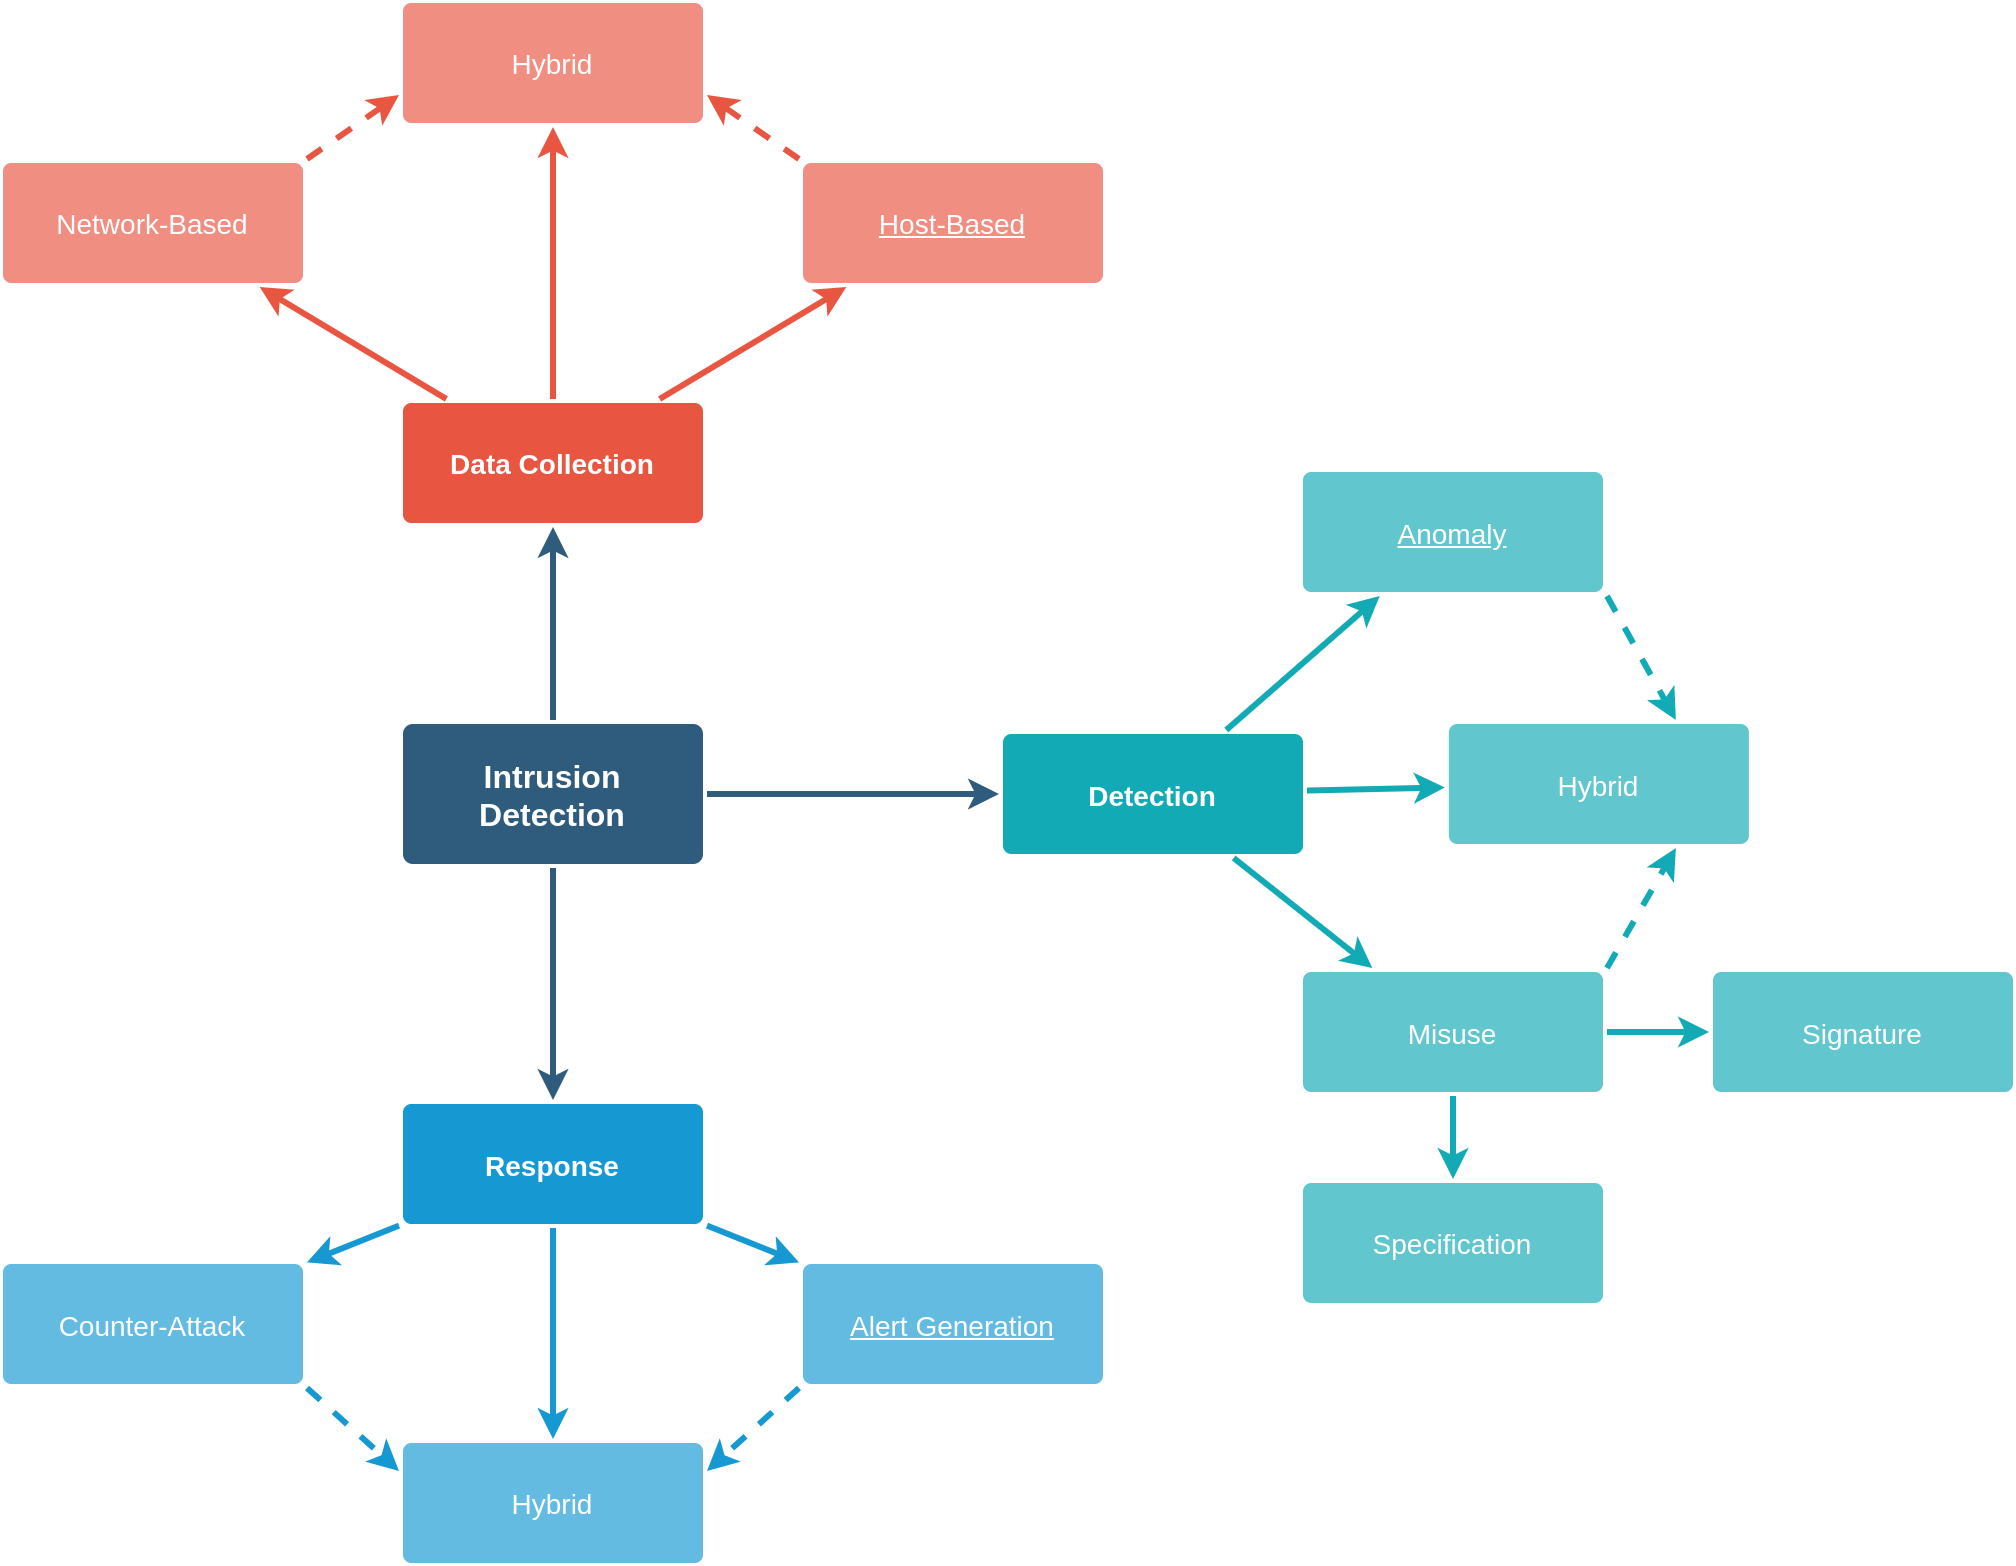 Hybrid
Network-Based
Host-Based
Data Collection
Anomaly
Intrusion
Detection
Detection
Hybrid
Misuse
Signature
Response
Specification
Counter-Attack
Alert Generation
Hybrid